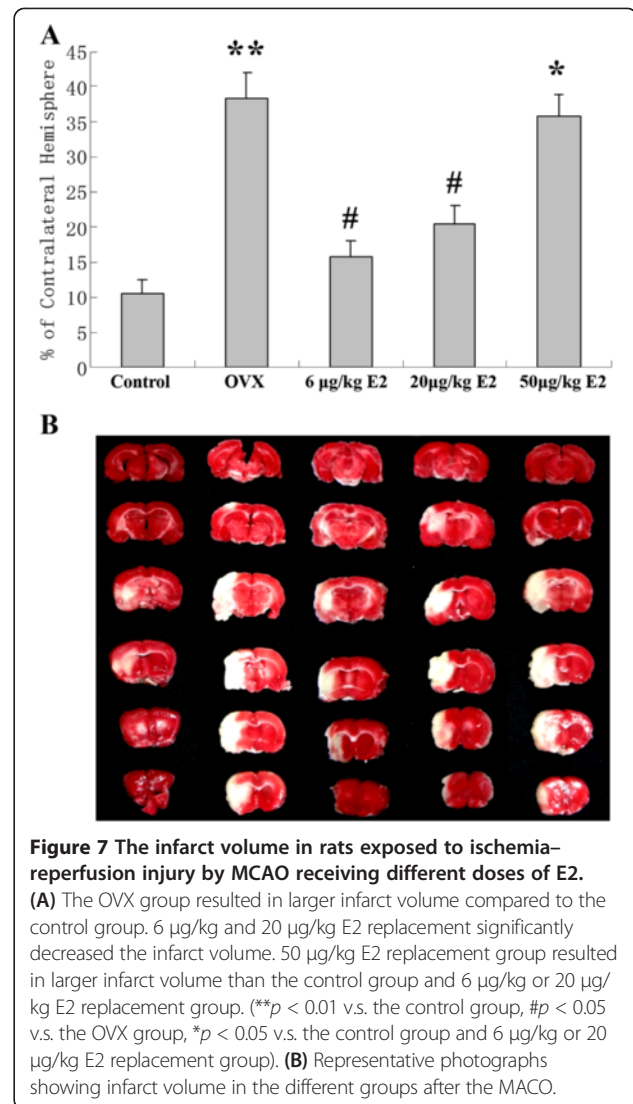 A
% of Contralateral Hemisphere
45
40
35
30
25
20
15
10
5
0
**
#
#
*
Control OVX 6 μg/kg E2 20μg/kg E2 50μg/kg E2
B
Figure 7 The infarct volume in rats exposed to ischemia–
reperfusion injury by MCAO receiving different doses of E2.
(A) The OVX group resulted in larger infarct volume compared to the
control group. 6 μg/kg and 20 μg/kg E2 replacement significantly
decreased the infarct volume. 50 μg/kg E2 replacement group resulted
in larger infarct volume than the control group and 6 μg/kg or 20 μg/
kg E2 replacement group. (**p < 0.01 v.s. the control group, #p < 0.05
v.s. the OVX group, *p < 0.05 v.s. the control group and 6 μg/kg or 20
μg/kg E2 replacement group). (B) Representative photographs
showing infarct volume in the different groups after the MACO.